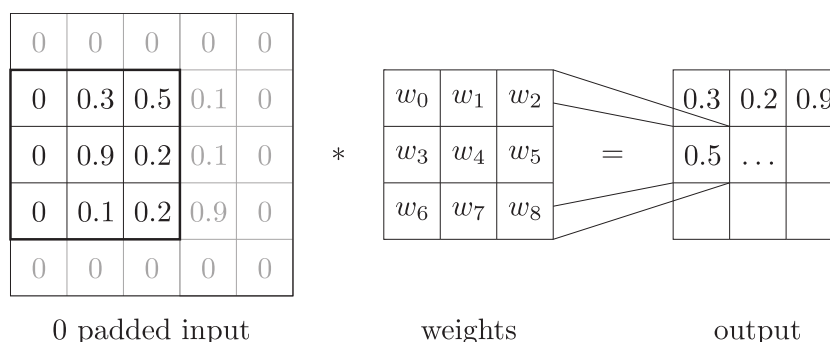 0 0 0 0 0
0 0.3 0.5 0.1 0 w₀ w₁ w₂ 0.3 0.2 0.9
0 0.9 0.2 0.1 0 * w₃ w₄ w₅ = 0.5 ...
0 0.1 0.2 0.9 0 w₆ w₇ w₈
0 0 0 0 0
0 padded input weights output